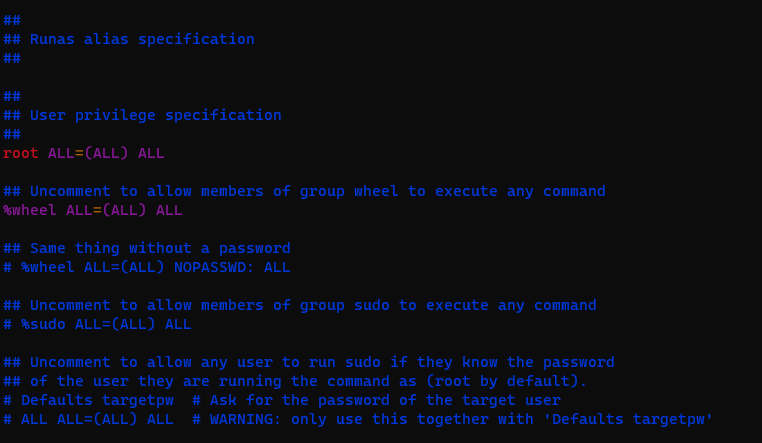 ##
## Runas alias specification
##
##
## User privilege specification
##
root ALL=(ALL) ALL
## Uncomment to allow members of group wheel to execute any command
%wheel ALL=(ALL) ALL
## Same thing without a password
# %wheel ALL=(ALL) NOPASSWD: ALL
## Uncomment to allow members of group sudo to execute any command
# %sudo ALL=(ALL) ALL
## Uncomment to allow any user to run sudo if they know the password
## of the user they are running the command as (root by default).
# Defaults targetpw  # Ask for the password of the target user
# ALL ALL=(ALL) ALL  # WARNING: only use this together with 'Defaults targetpw'